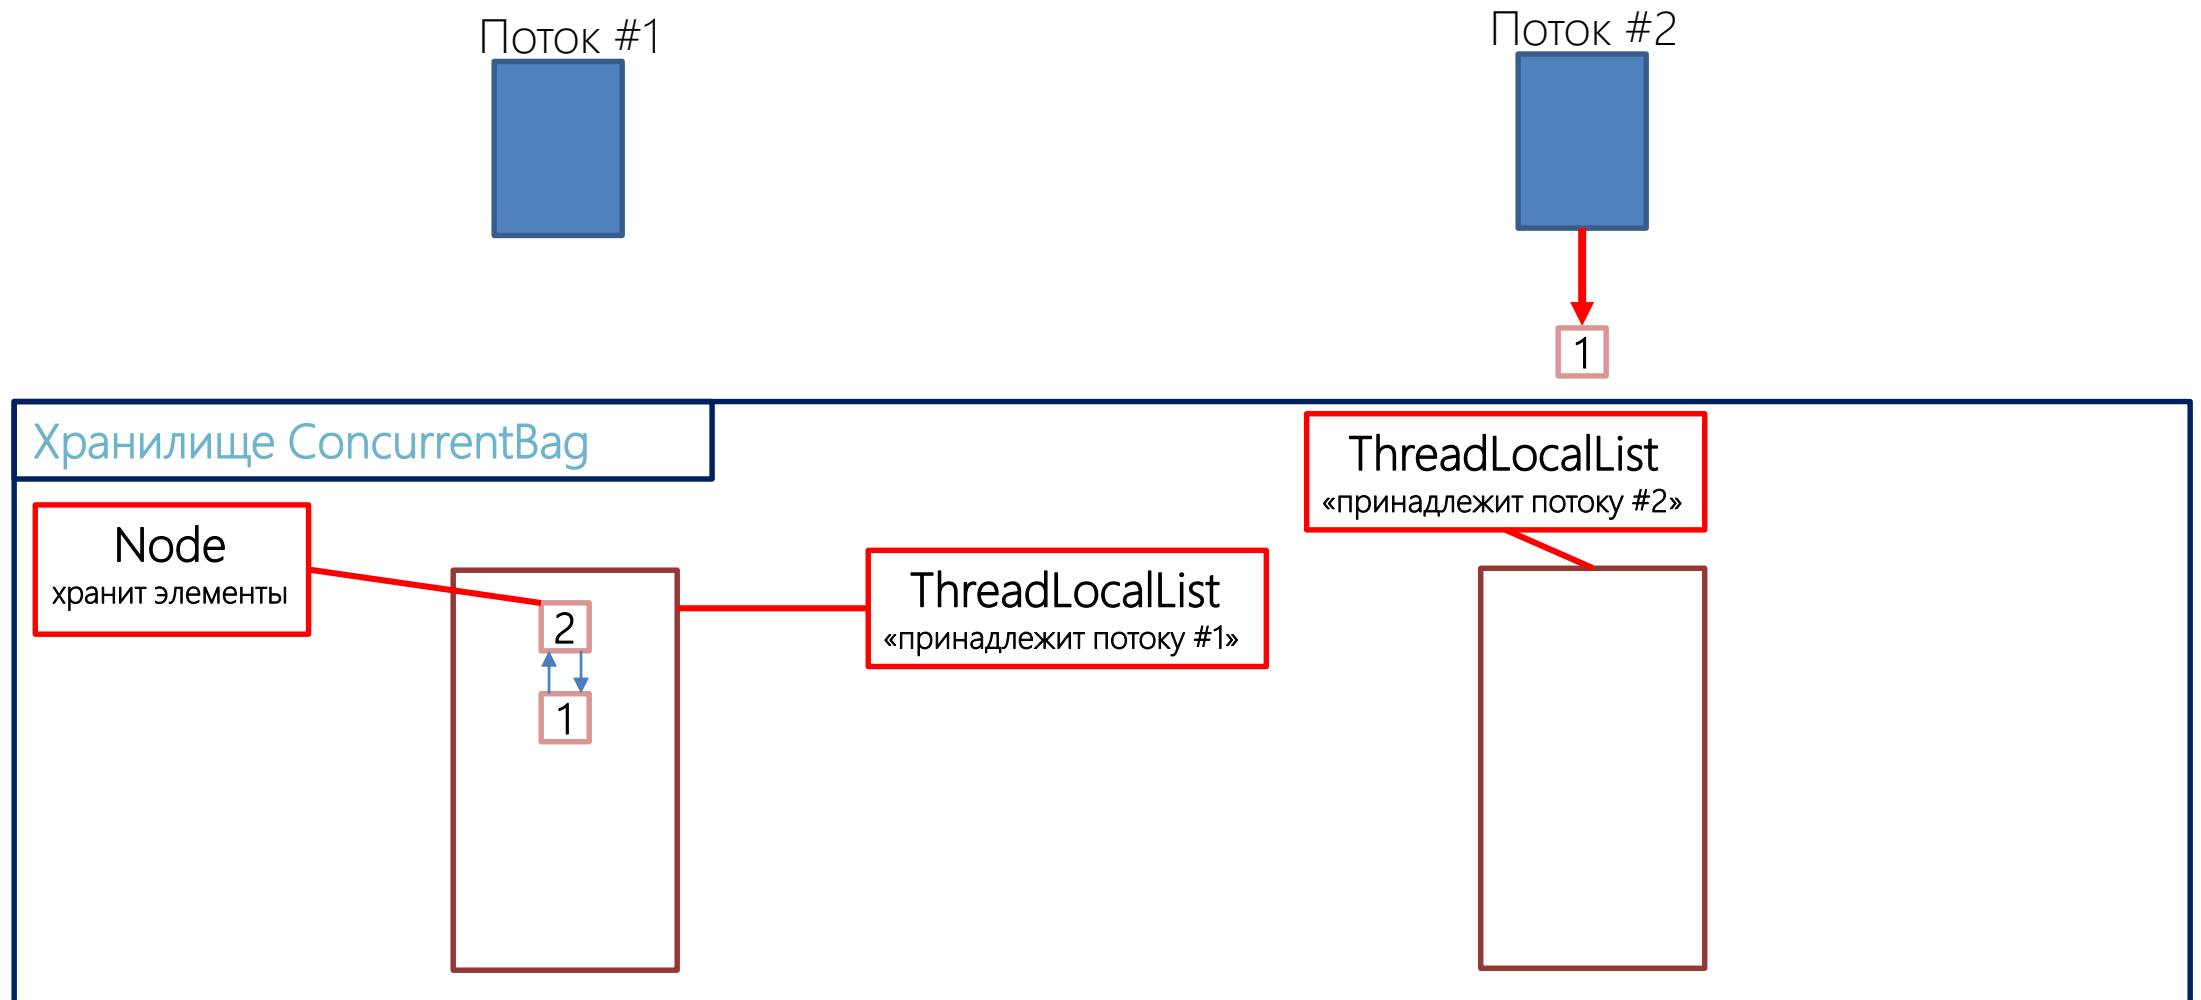 Поток #1
Поток #2
1
Хранилище ConcurrentBag
ThreadLocalList
«принадлежит потоку #2»
Node
хранит элементы
2
1
ThreadLocalList
«принадлежит потоку #1»